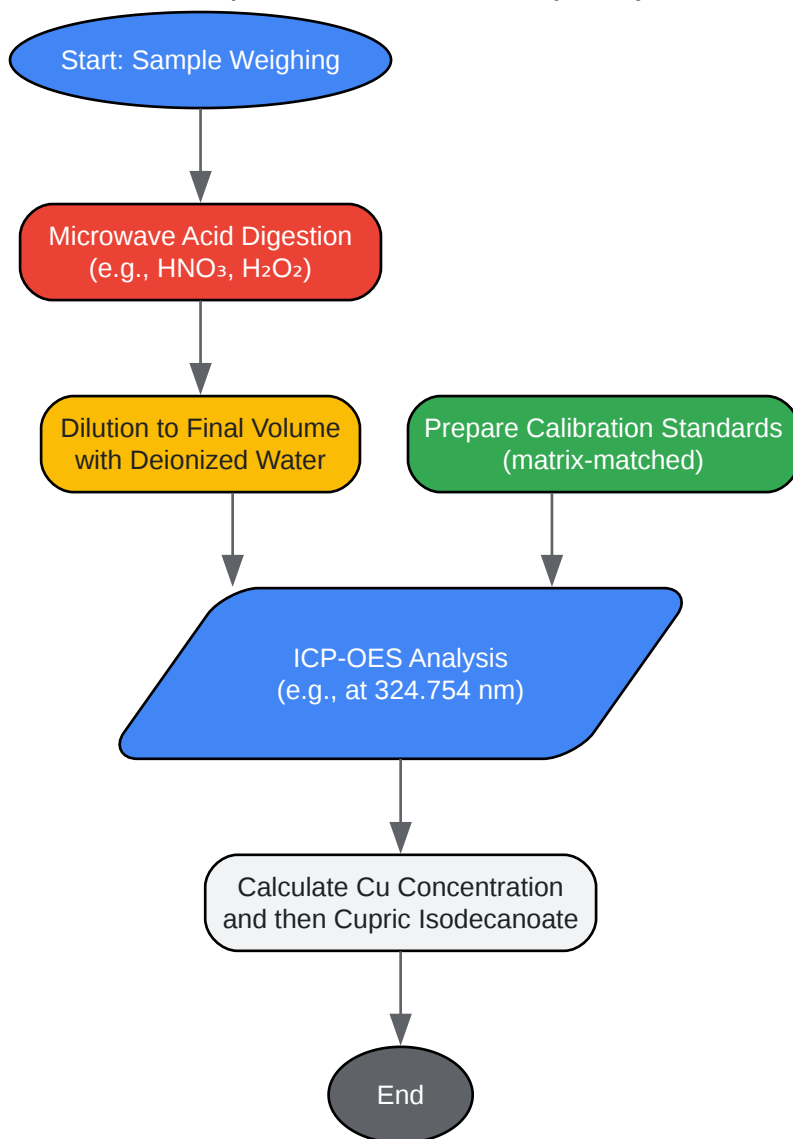 Start: Sample Weighing
Microwave Acid Digestion
(e.g., HNO₃, H₂O₂)
Dilution to Final Volume
with Deionized Water
Prepare Calibration Standards
(matrix-matched)
ICP-OES Analysis
(e.g., at 324.754 nm)
Calculate Cu Concentration
and then Cupric Isodecanoate
End